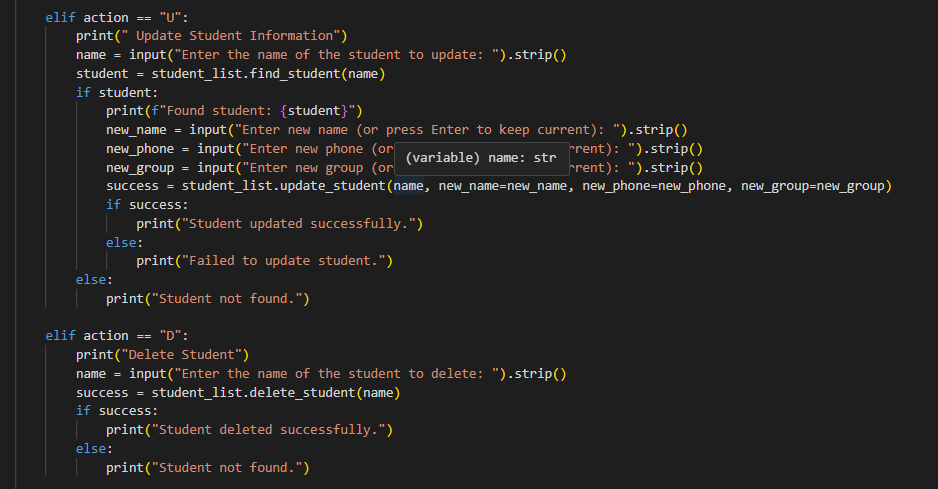 elif action == "U":
    print(" Update Student Information")
    name = input("Enter the name of the student to update: ").strip()
    student = student_list.find_student(name)
    if student:
        print(f"Found student: {student}")
        new_name = input("Enter new name (or press Enter to keep current): ").strip()
        new_phone = input("Enter new phone (or rrent): ").strip()
        (variable) name: str
        new_group = input("Enter new group (or rrent): ").strip()
        success = student_list.update_student(name, new_name=new_name, new_phone=new_phone, new_group=new_group)
        if success:
            print("Student updated successfully.")
        else:
            print("Failed to update student.")
    else:
        print("Student not found.")

elif action == "D":
    print("Delete Student")
    name = input("Enter the name of the student to delete: ").strip()
    success = student_list.delete_student(name)
    if success:
        print("Student deleted successfully.")
    else:
        print("Student not found.")